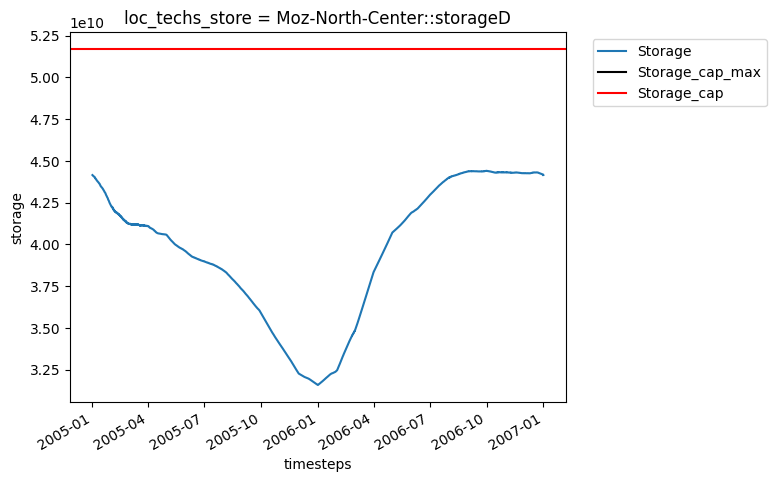 loc_techs_store = Moz-North-Center::storageD
1e10
5.25
5.00
4.75
4.50
4.25
4.00
3.75
3.50
3.25
storage
2005-01
2005-04
2005-07
2005-10
2006-01
2006-04
2006-07
2006-10
2007-01
timesteps
Storage
Storage_cap_max
Storage_cap